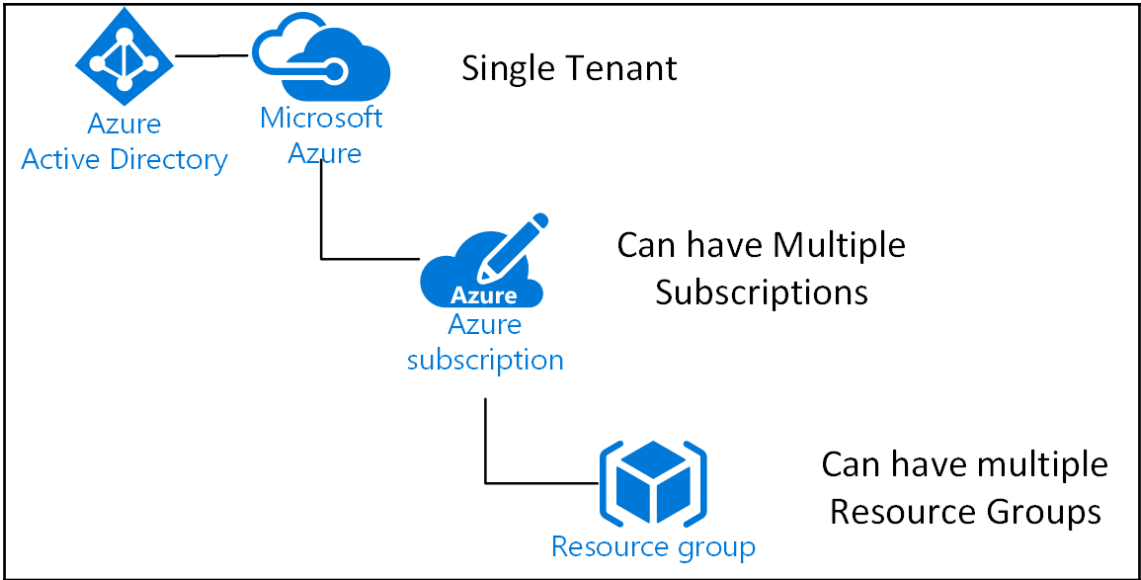 Single Tenant
Azure
Active Directory
Microsoft
Azure
Can have Multiple
Subscriptions
Azure
Azure
subscription
Can have multiple
Resource Groups
Resource group